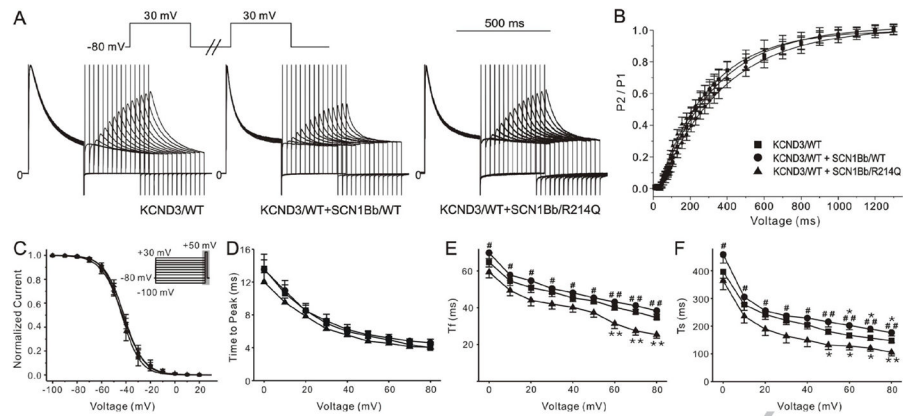 A
30 mV
30 mV
-80 mV
500 ms
0
KCND3/WT
KCND3/WT+SCN1Bb/WT
0
KCND3/WT+SCN1Bb/R214Q
B
P2 / P1
1.0
0.8
0.6
0.4
0.2
0.0
KCND3/WT
KCND3/WT + SCN1Bb/WT
KCND3/WT + SCN1Bb/R214Q
0 200 400 600 800 1000 1200
Voltage (ms)
C
Normalized Current
1.0
0.8
0.6
0.4
0.2
0.0
+50 mV
+30 mV
-80 mV
-100 mV
-100 -80 -60 -40 -20 0 20
Voltage (mV)
D
Time to Peak (ms)
16
12
8
4
0
0 20 40 60 80
Voltage (mV)
E
Tf (ms)
60
40
20
# # # # # # # # #
** ** **
0 20 40 60 80
Voltage (mV)
F
Ts (ms)
500
400
300
200
100
0
# # # # # ## ## ## ##
* * *
* * * **
0 20 40 60 80
Voltage (mV)